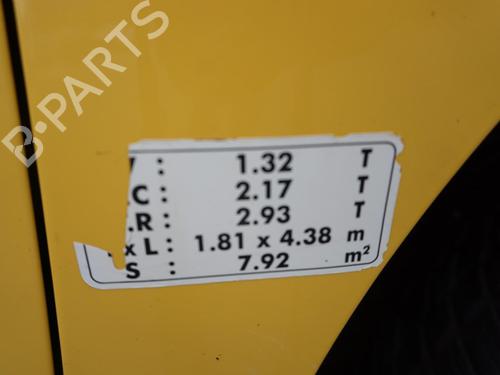 B-PARTS
: 1.32 T
C : 2.17 T
.R : 2.93 T
x L : 1.81 x 4.38 m
S : 7.92 m²